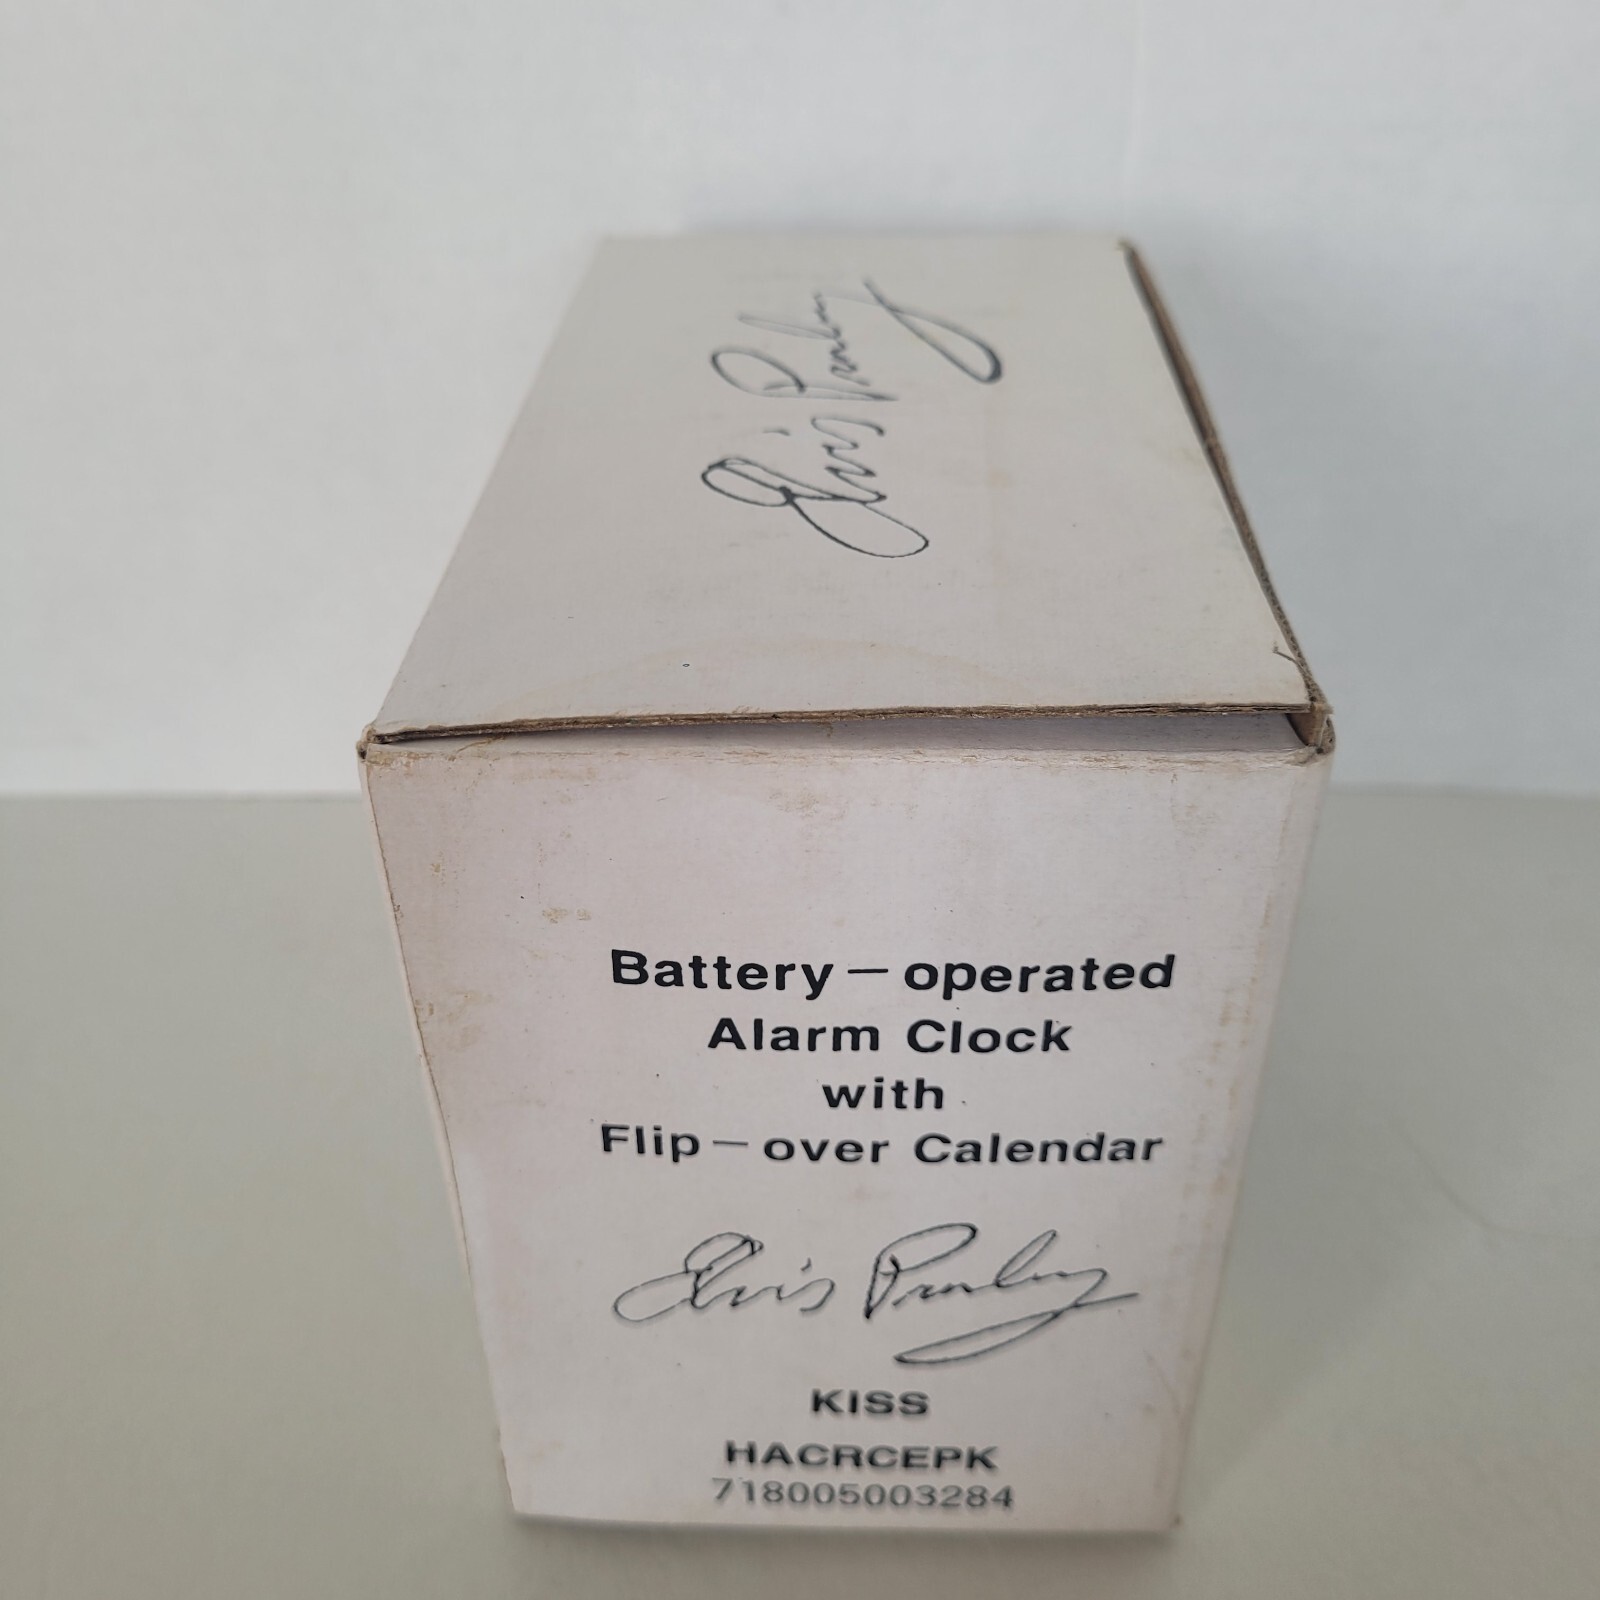 Elvis Presley
Battery-operated
Alarm Clock
with
Flip-over Calendar
Elvis Presley
KISS
HACRCEPK
718005003284